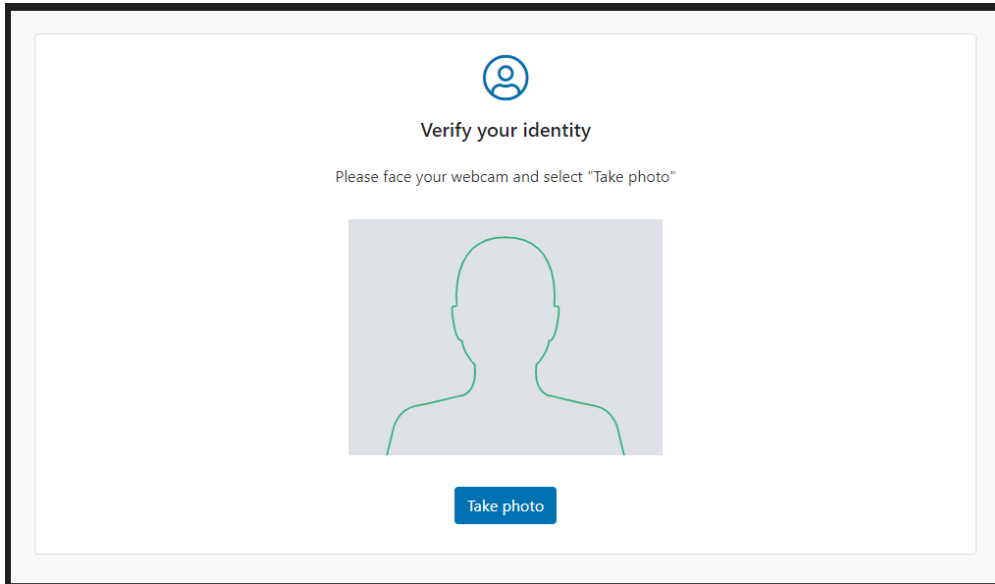 Verify your identity
Please face your webcam and select "Take photo"
Take photo